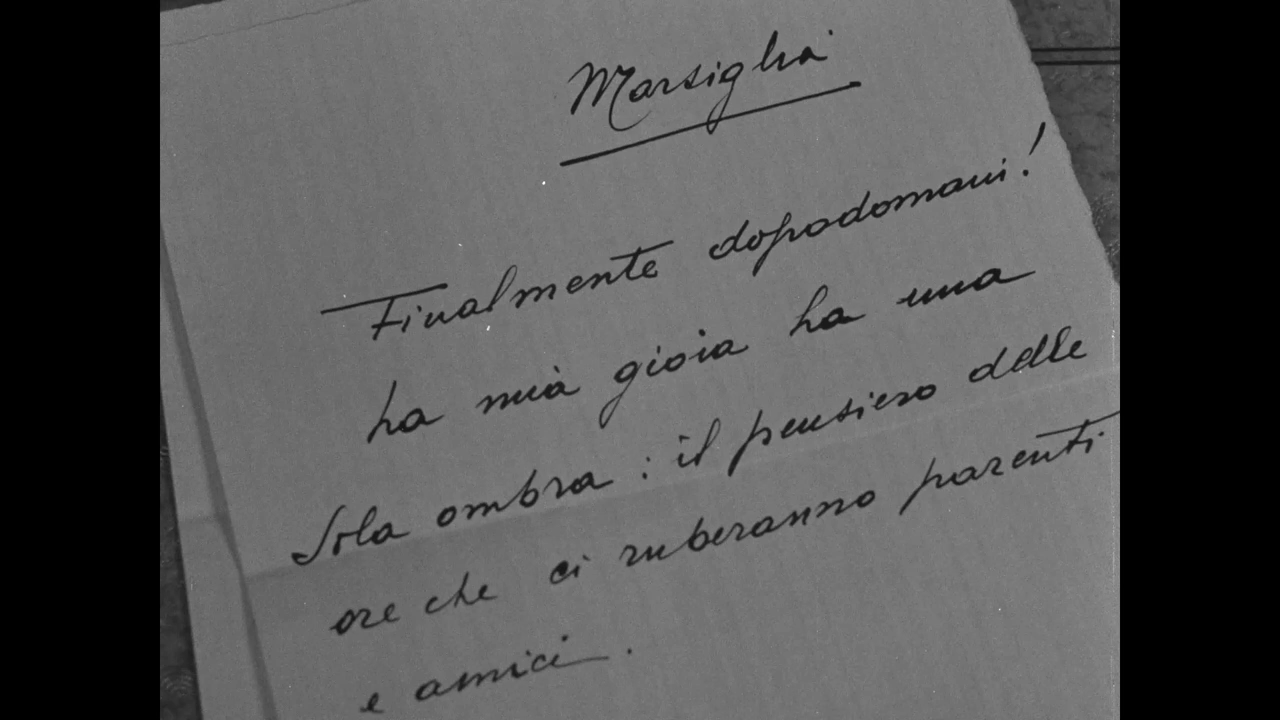 Marsiglia
Finalmente dopodomani!
La mia gioia ha una
sola ombra: il pensiero delle
ore che ci ruberanno parenti
e amici.